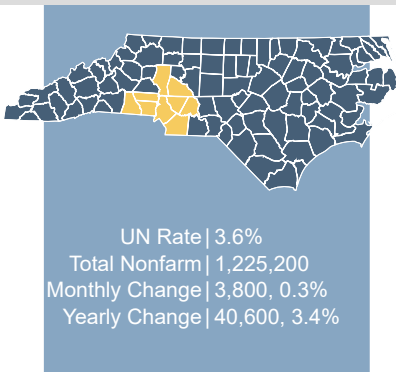 UN Rate| 3.6%
Total Nonfarm| 1,225,200
Monthly Change| 3,800, 0.3%
Yearly Change| 40,600, 3.4%